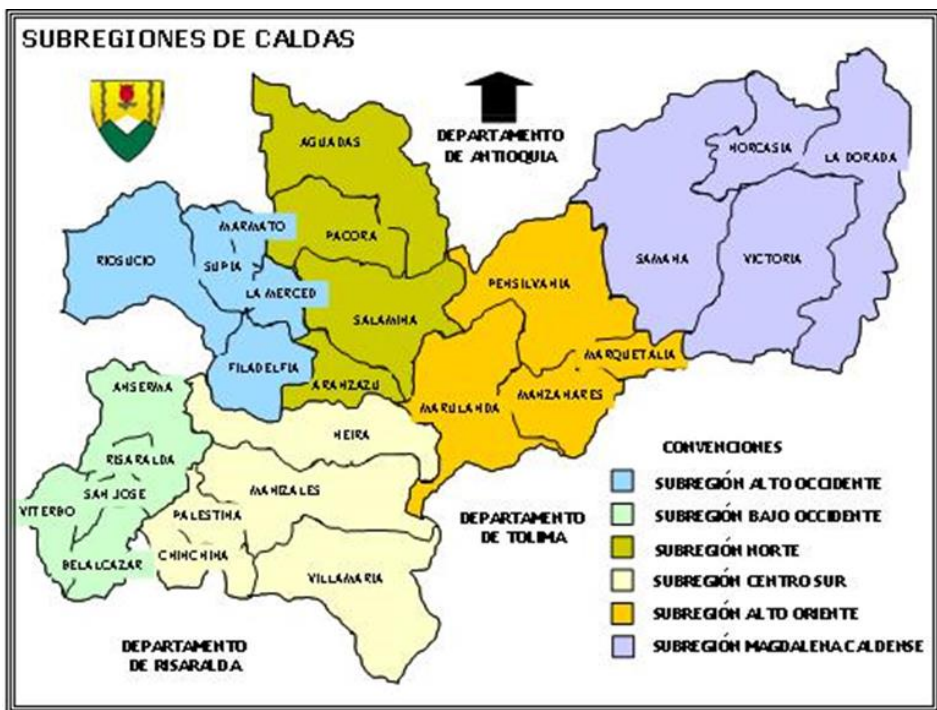 SUBREGIONES DE CALDAS
DEPARTAMENTO
DE ANTIOQUIA
AGUADAS
NORCASIA
LA DORADA
MARMATO
PACORA
RIOSUCIO
SUPIA
SAMANA
VICTORIA
LA MERCED
PENSILVANIA
SALAMINA
FILADELFIA
MARQUETALIA
ARANZAZU
ANSERMA
MARULANDA
MANZANARES
NEIRA
RISARALDA
SAN JOSE
MANIZALES
VITERBO
PALESTINA
BELALCAZAR
CHINCHINA
VILLAMARIA
DEPARTAMENTO
DE TOLIMA
DEPARTAMENTO
DE RISARALDA
CONVENCIONES
SUBREGIÓN ALTO OCCIDENTE
SUBREGIÓN BAJO OCCIDENTE
SUBREGIÓN NORTE
SUBREGIÓN CENTRO SUR
SUBREGIÓN ALTO ORIENTE
SUBREGIÓN MAGDALENA CALDENSE